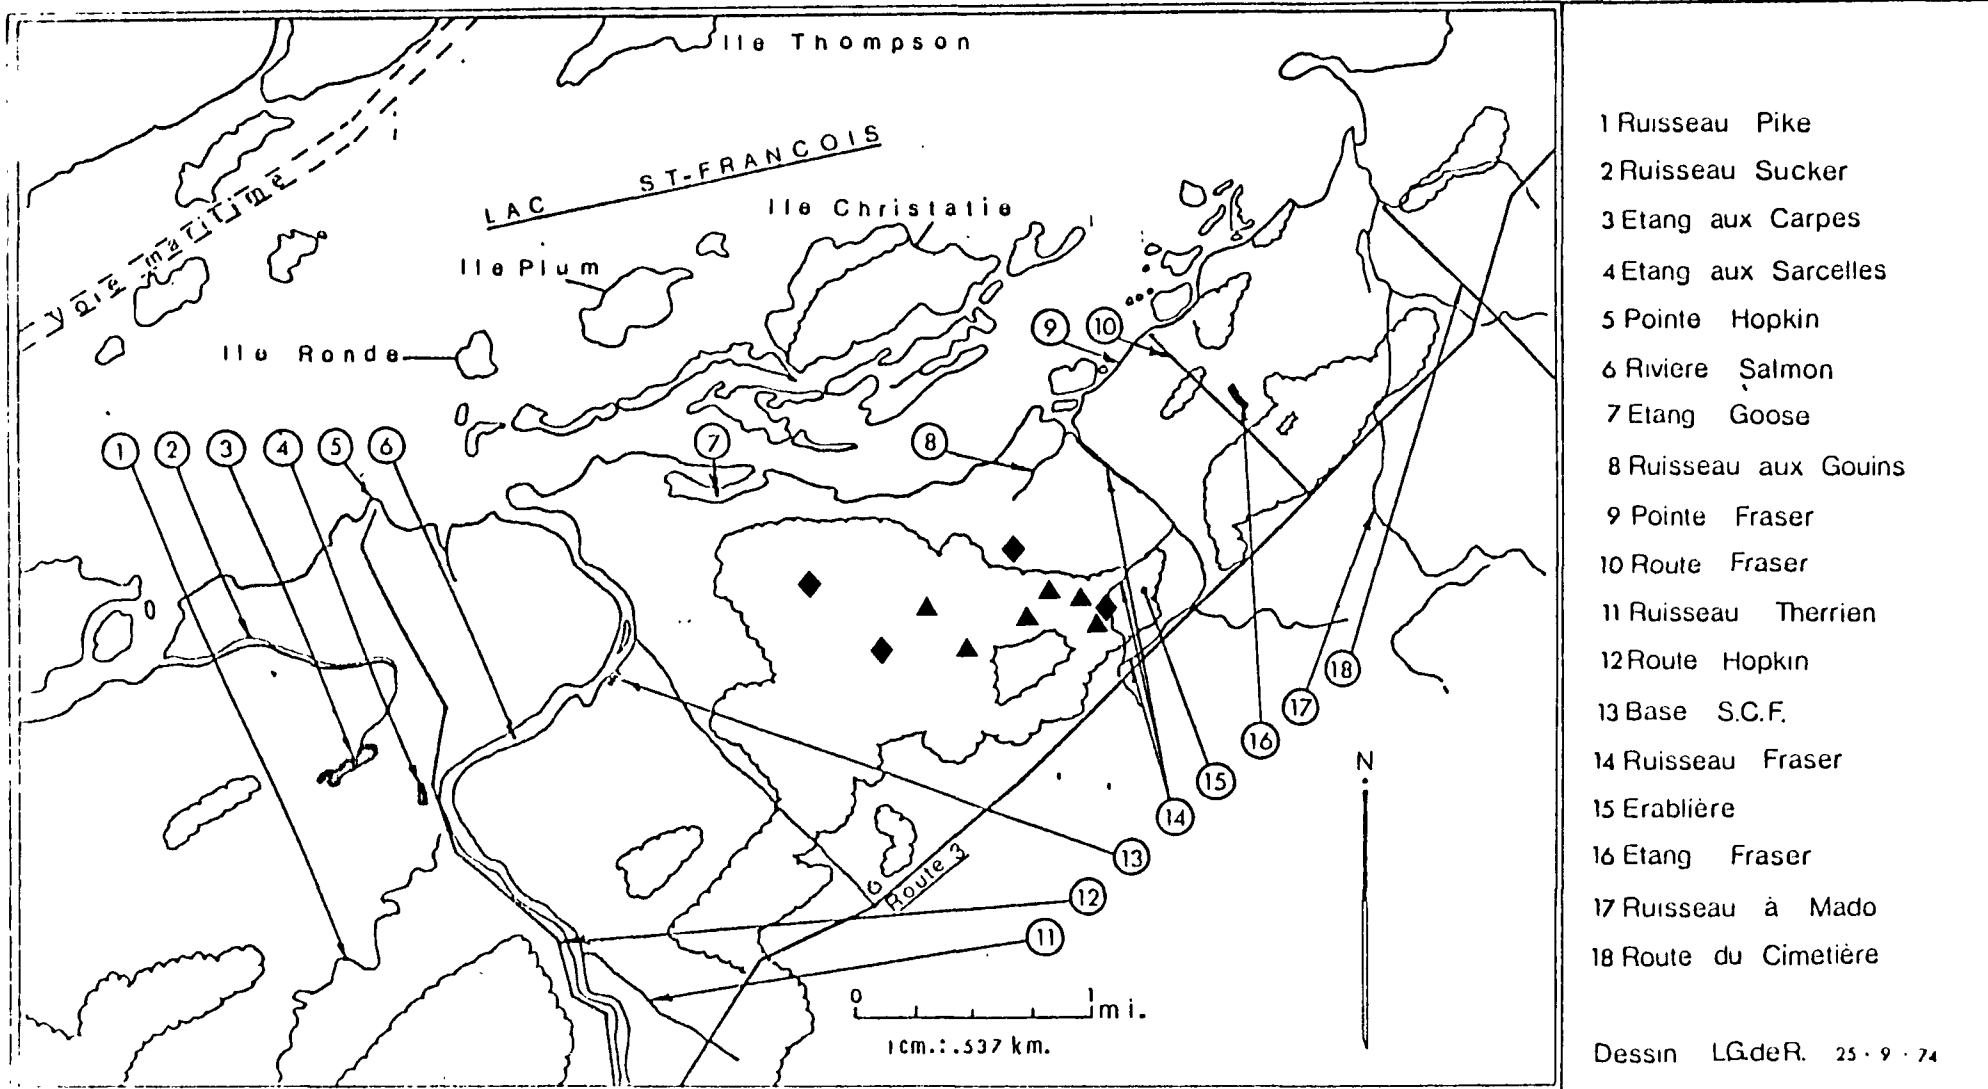 Ile Thompson
LAC ST-FRANCOIS
Voie maritime
Ile Christatie
Ile Plum
Ile Ronde
9
10
1
2
3
4
5
6
7
8
18
17
16
15
14
13
12
11
N
Route 3
0 1 mi.
1cm.:.537 km.
1 Ruisseau Pike
2 Ruisseau Sucker
3 Etang aux Carpes
4 Etang aux Sarcelles
5 Pointe Hopkin
6 Riviere Salmon
7 Etang Goose
8 Ruisseau aux Gouins
9 Pointe Fraser
10 Route Fraser
11 Ruisseau Therrien
12 Route Hopkin
13 Base S.C.F.
14 Ruisseau Fraser
15 Erablière
16 Etang Fraser
17 Ruisseau à Mado
18 Route du Cimetière
Dessin L.G.deR. 25·9·74